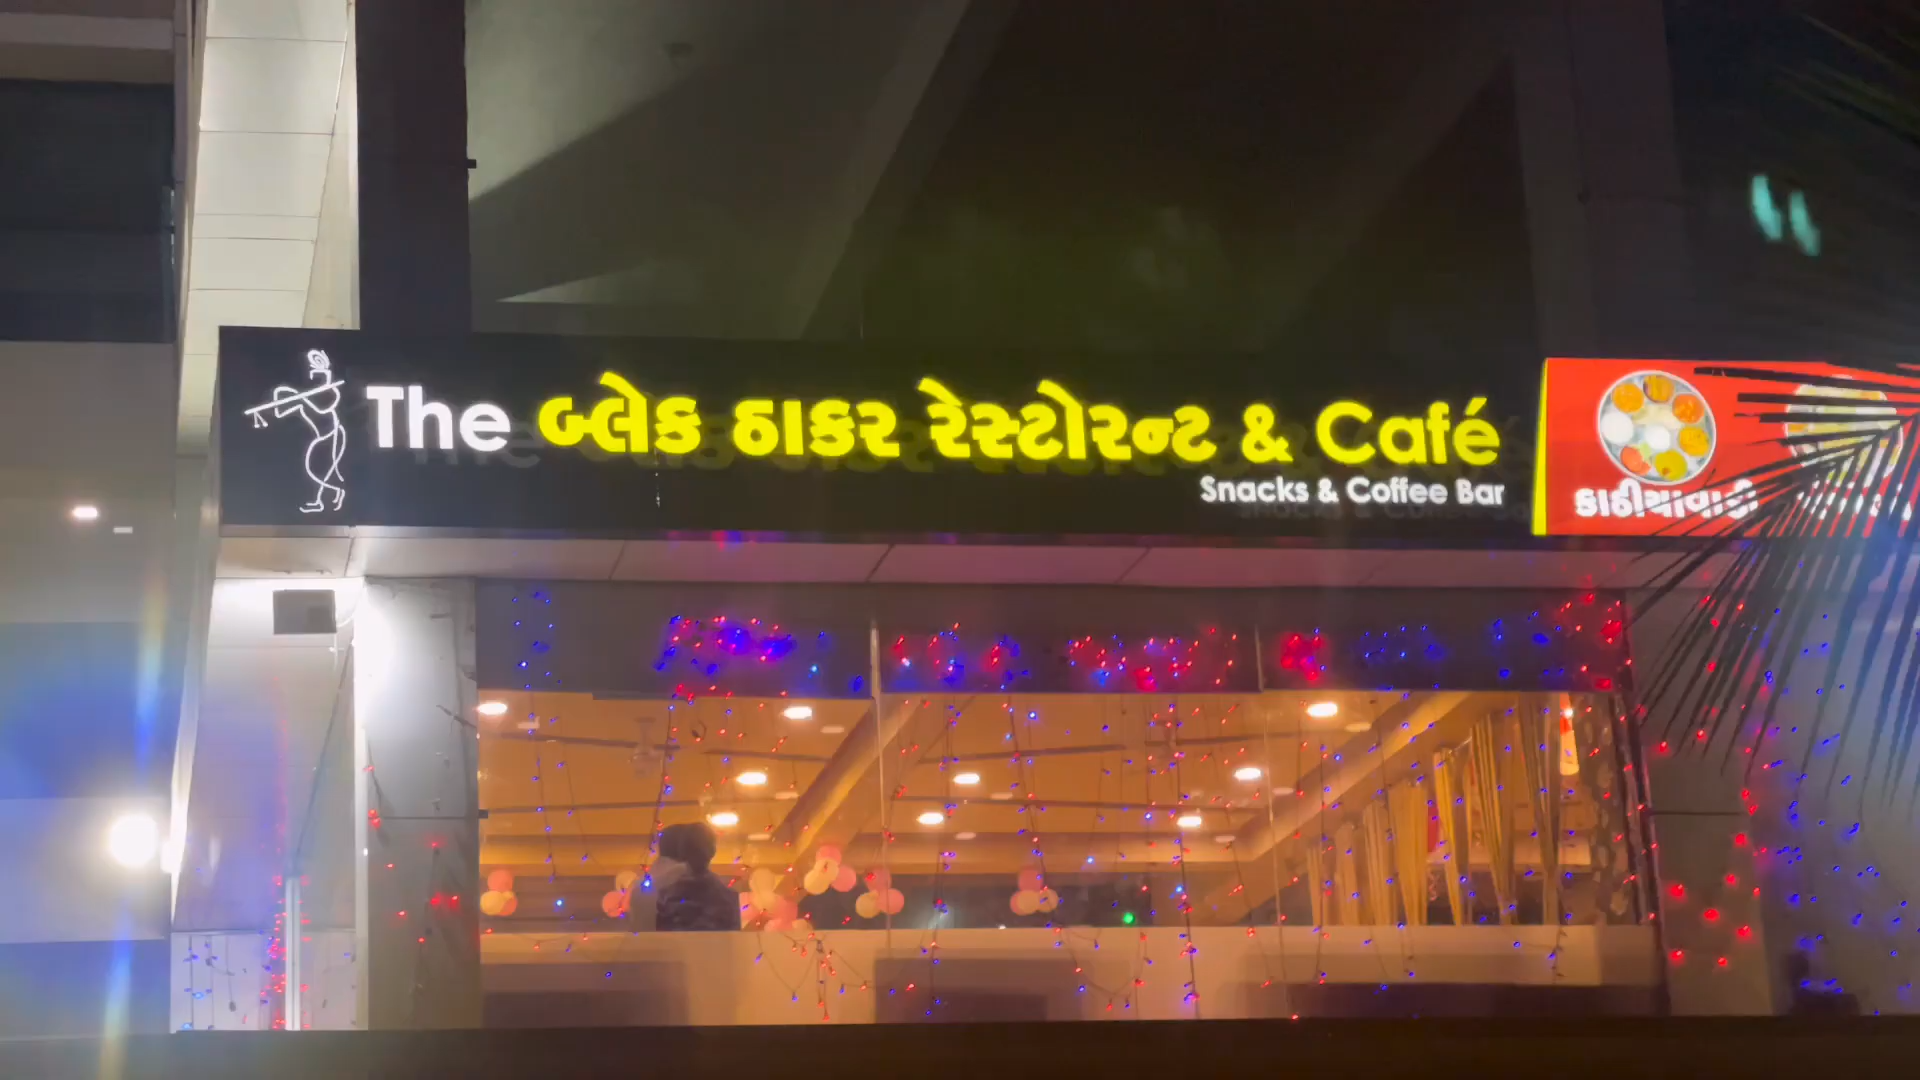 The બ્લેક ઠાકર રેસ્ટોરન્ટ & Café
Snacks & Coffee Bar
કાઠીયાવાડી